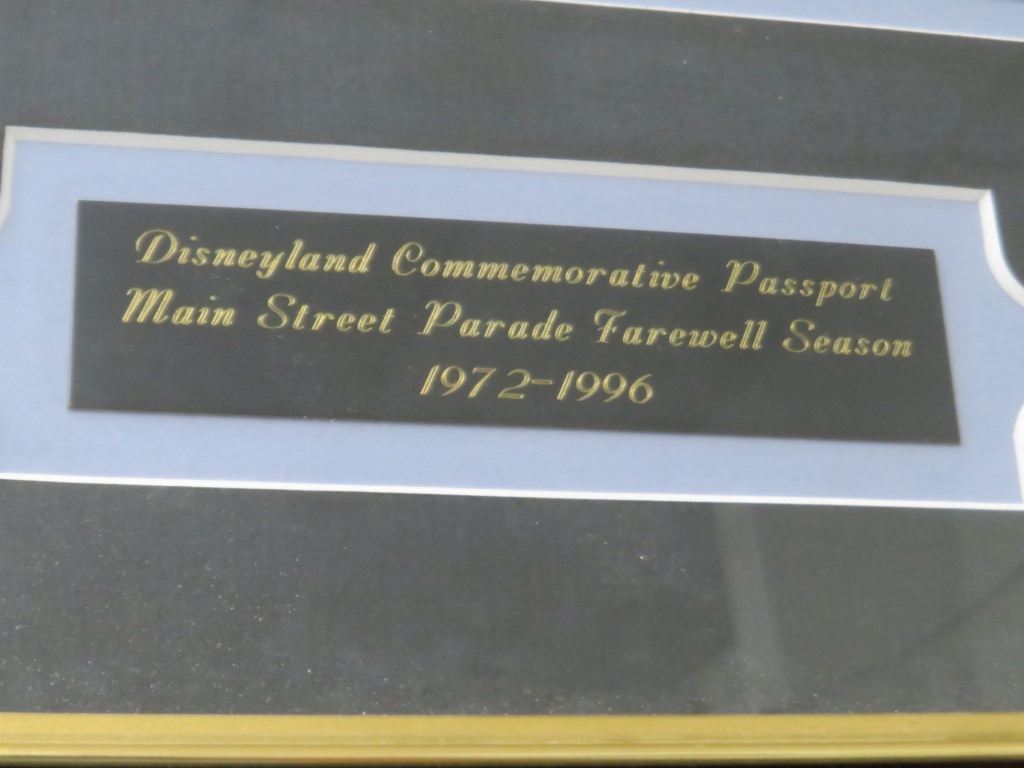 Disneyland Commemorative Passport
Main Street Parade Farewell Season
1972-1996